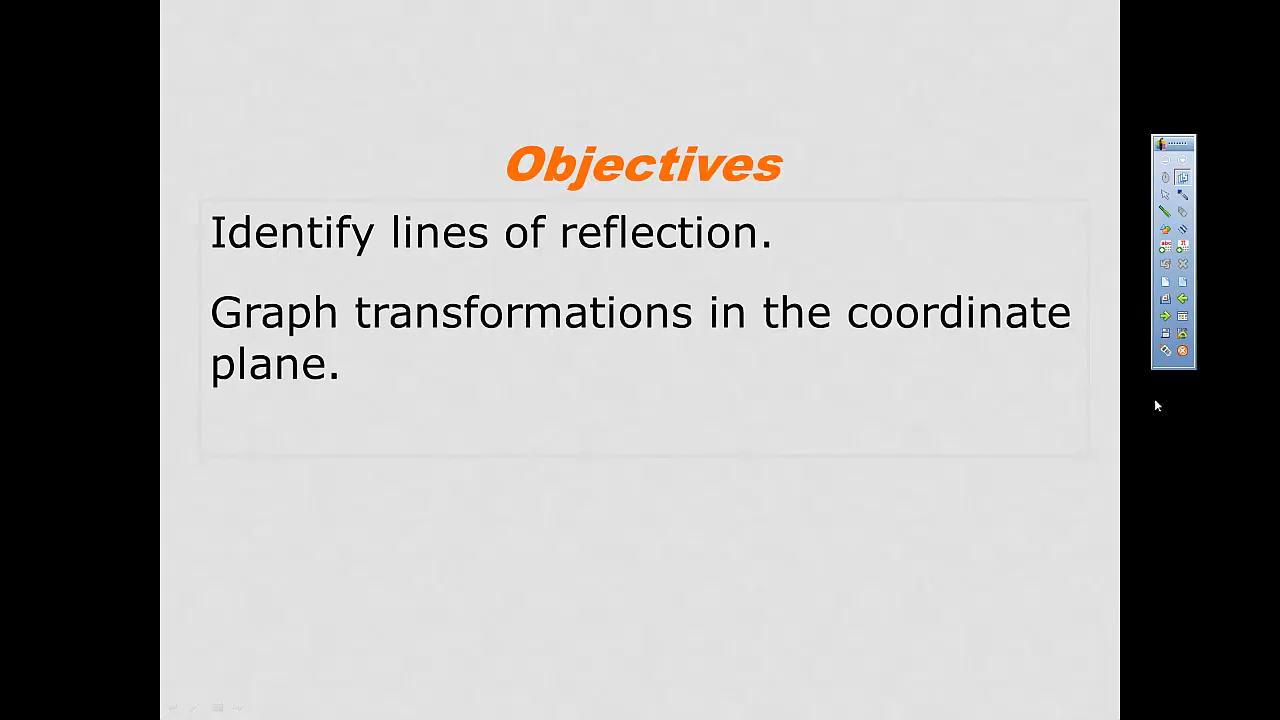 Objectives
Identify lines of reflection.
Graph transformations in the coordinate
plane.